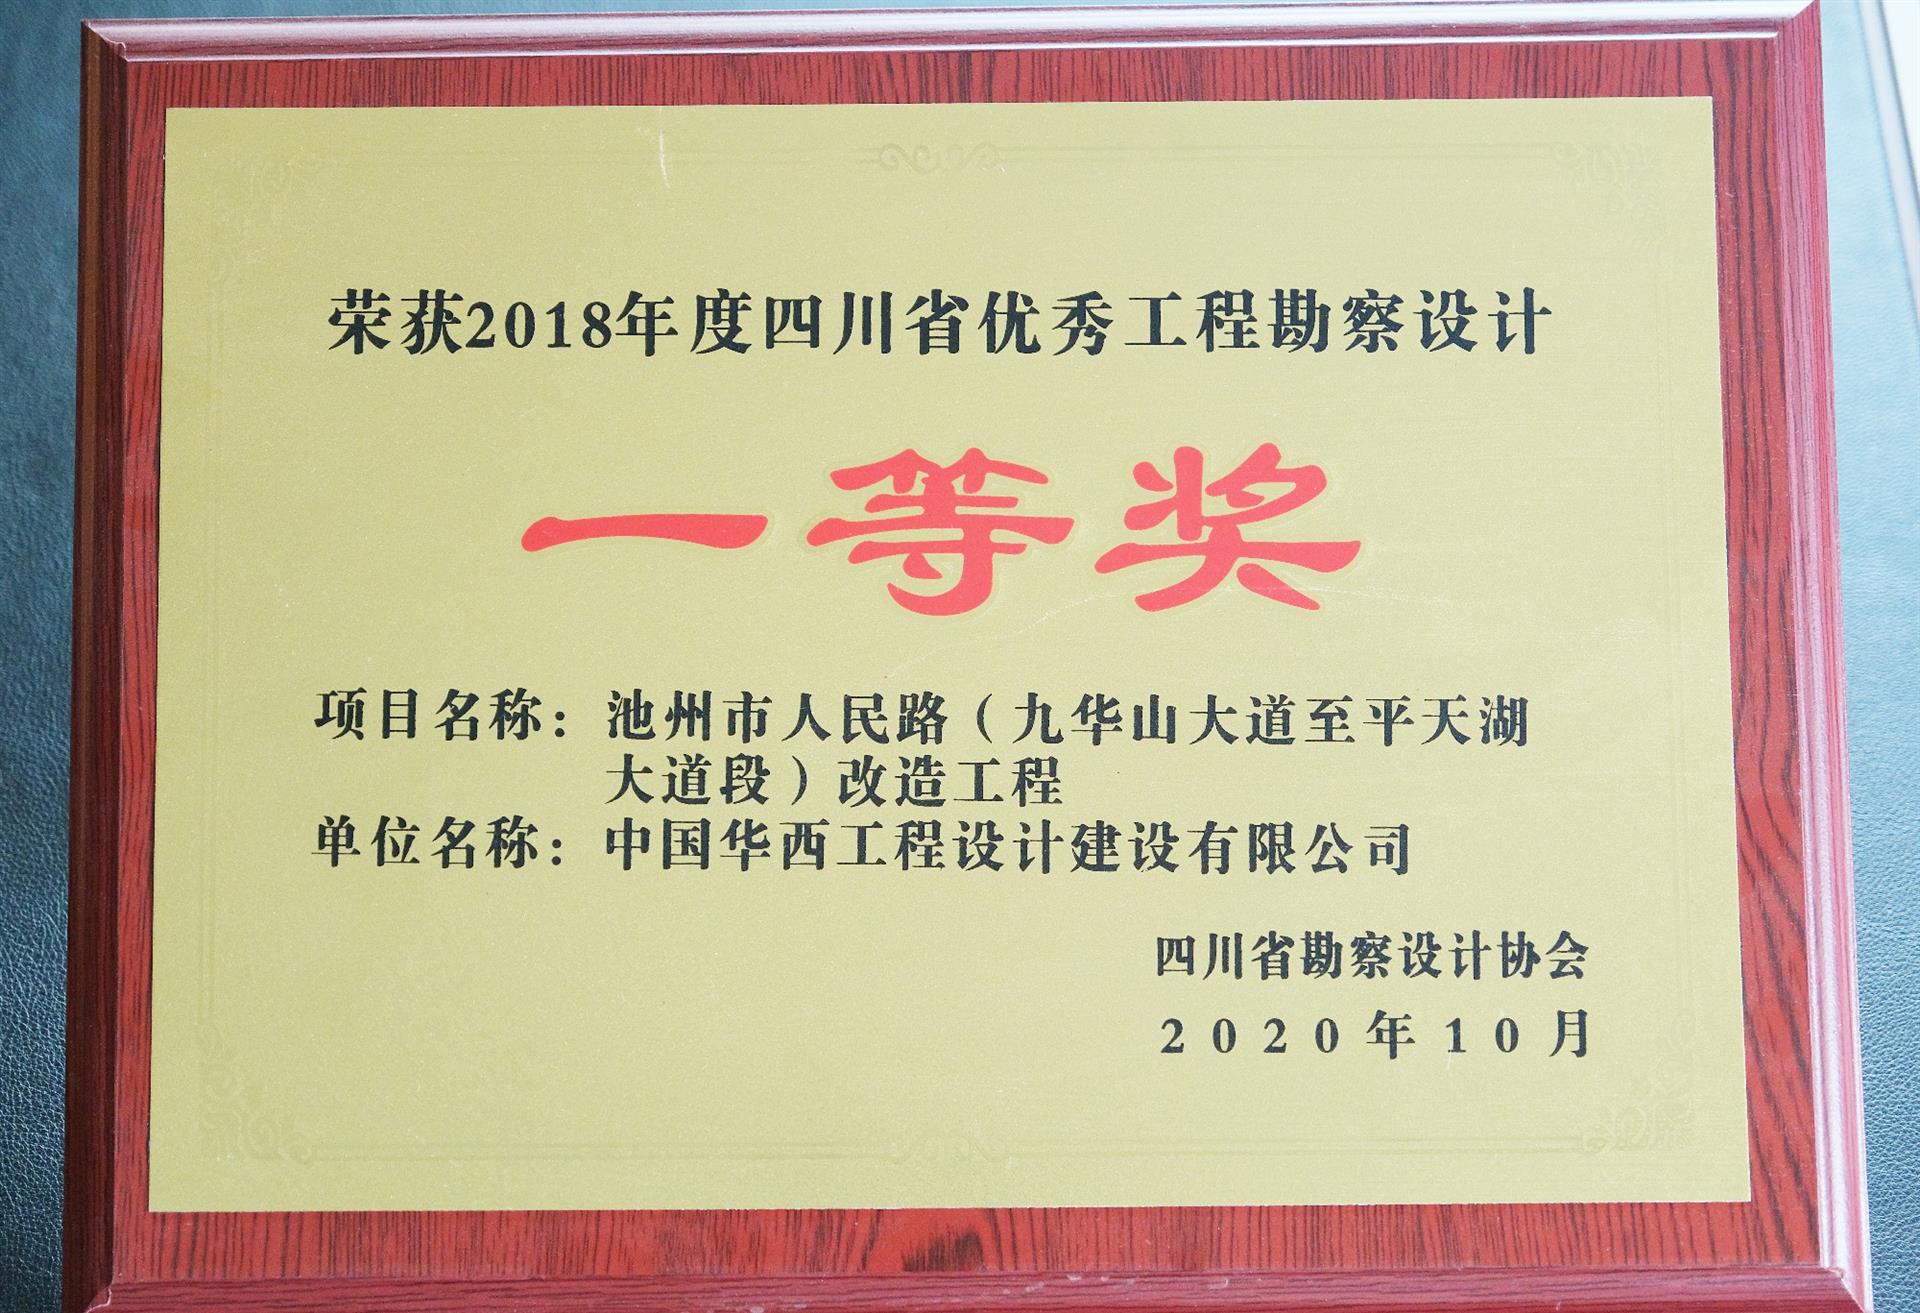 荣获2018年度四川省优秀工程勘察设计
一等奖
项目名称：池州市人民路（九华山大道至平天湖
大道段）改造工程
单位名称：中国华西工程设计建设有限公司
四川省勘察设计协会
2020年10月